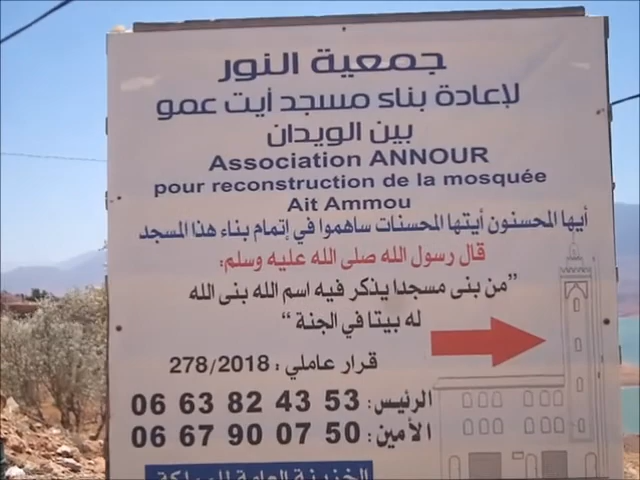 جمعية النور
لإعادة بناء مسجد أيت عمو
بين الويدان
Association ANNOUR
pour reconstruction de la mosquée
Ait Ammou
أيها المحسنون أيتها المحسنات ساهموا في إتمام بناء هذا المسجد
قال رسول الله صلى الله عليه وسلم:
"من بنى مسجدا يذكر فيه اسم الله بنى الله
له بيتا في الجنة"
قرار عاملي: 278/2018
الرئيس: 06 63 82 43 53
الأمين: 06 67 90 07 50
الخزينة العامة للمملكة